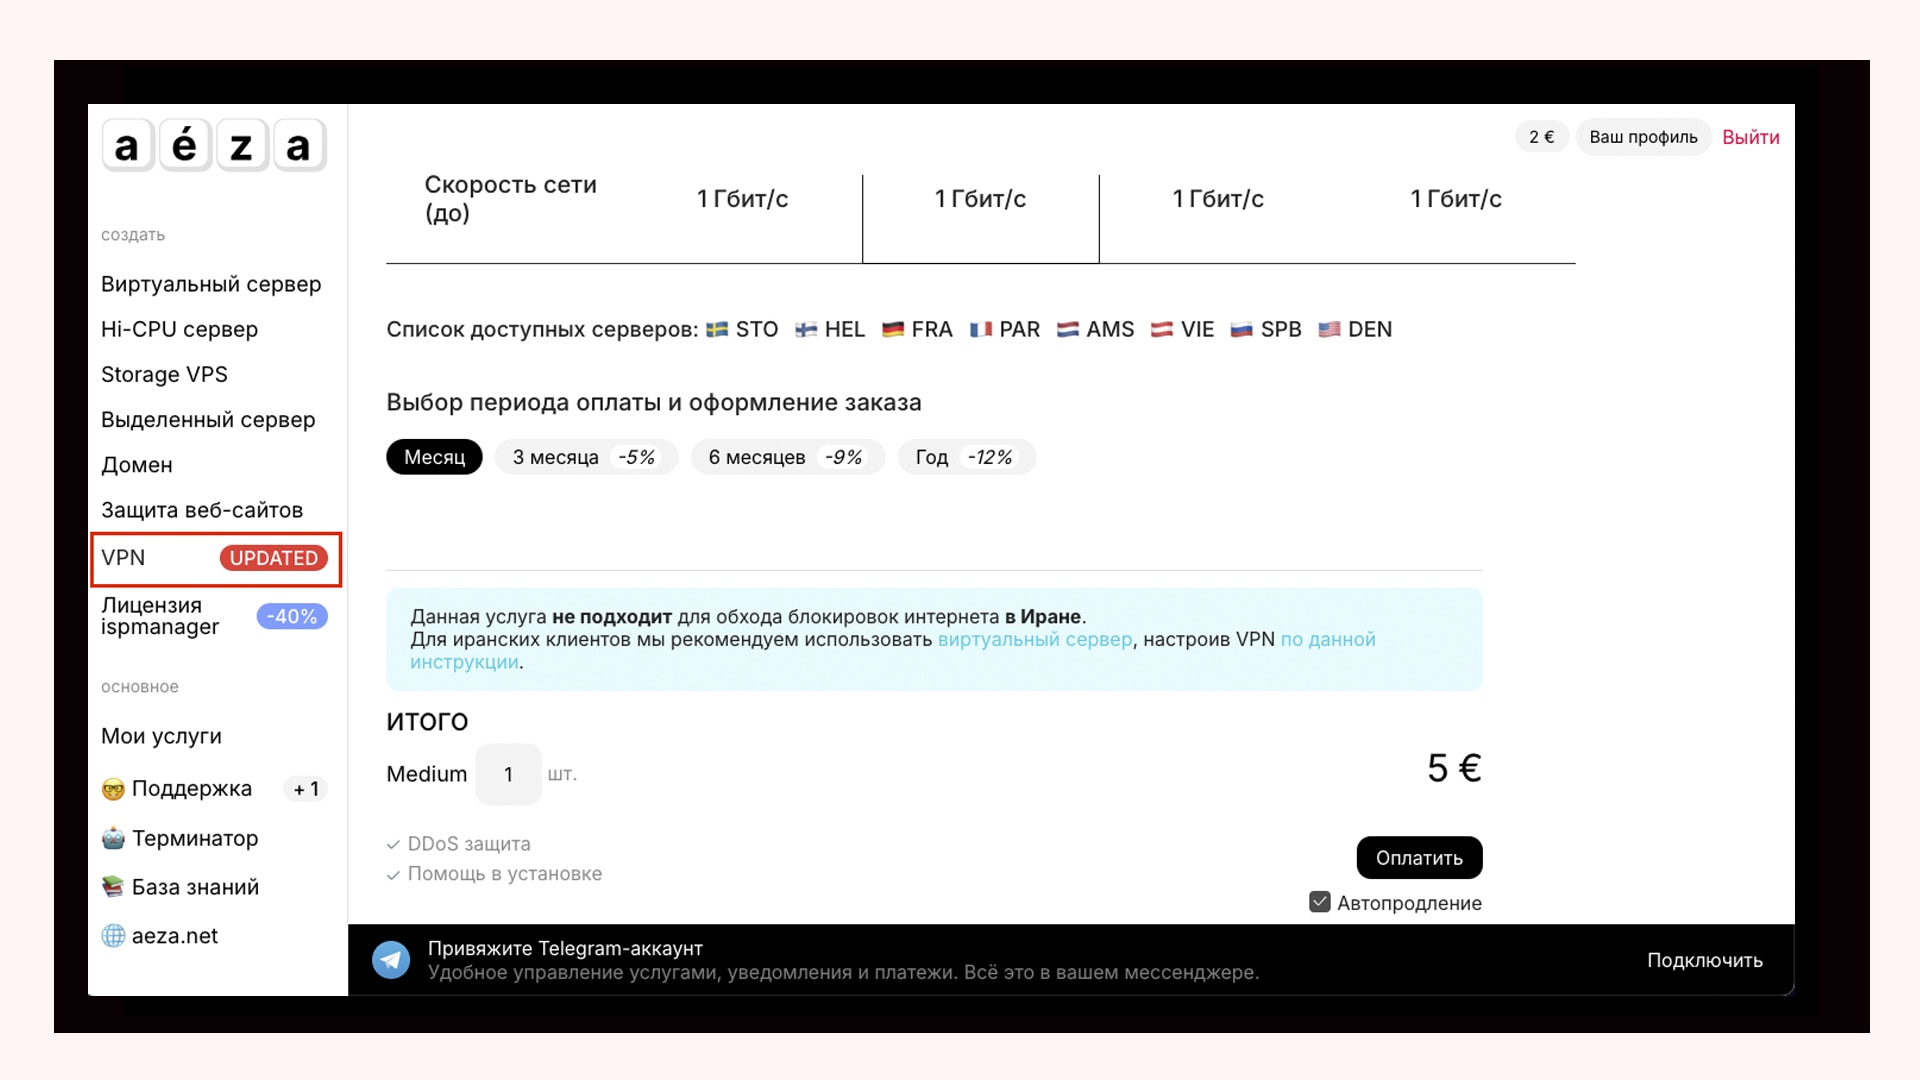 aéza
создать
Виртуальный сервер
Hi-CPU сервер
Storage VPS
Выделенный сервер
Домен
Защита веб-сайтов
VPN UPDATED
Лицензия
ispmanager -40%
основное
Мои услуги
Поддержка + 1
Терминатор
База знаний
aeza.net
2 € Ваш профиль Выйти
Скорость сети
(до) 1 Гбит/с 1 Гбит/с 1 Гбит/с 1 Гбит/с
Список доступных серверов: STO HEL FRA PAR AMS VIE SPB DEN
Выбор периода оплаты и оформление заказа
Месяц 3 месяца -5% 6 месяцев -9% Год -12%
Данная услуга не подходит для обхода блокировок интернета в Иране.
Для иранских клиентов мы рекомендуем использовать виртуальный сервер, настроив VPN по данной
инструкции.
ИТОГО
Medium 1 шт. 5 €
DDoS защита
Помощь в установке
Оплатить
Автопродление
Привяжите Telegram-аккаунт
Удобное управление услугами, уведомления и платежи. Всё это в вашем мессенджере.
Подключить